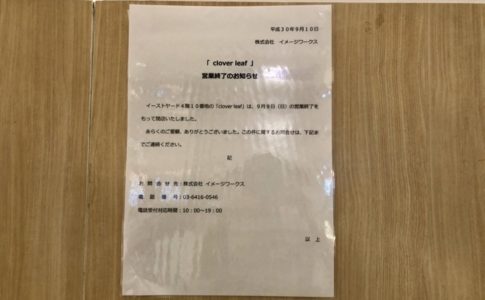 平成30年9月10日
株式会社 イメージワークス
「 clover leaf 」
営業終了のお知らせ
イーストヤード4階10番地の「clover leaf」は、9月9日(日)の営業終了を
もって閉店いたしました。
永らくのご愛顧、ありがとうございました。この件に関するお問合せは、下記ま
でご連絡ください。
記
お 問 合 せ 先:株式会社 イメージワークス
電 話 番 号:03-6416-0546
電話受付対応時間:10:00~19:00
以 上